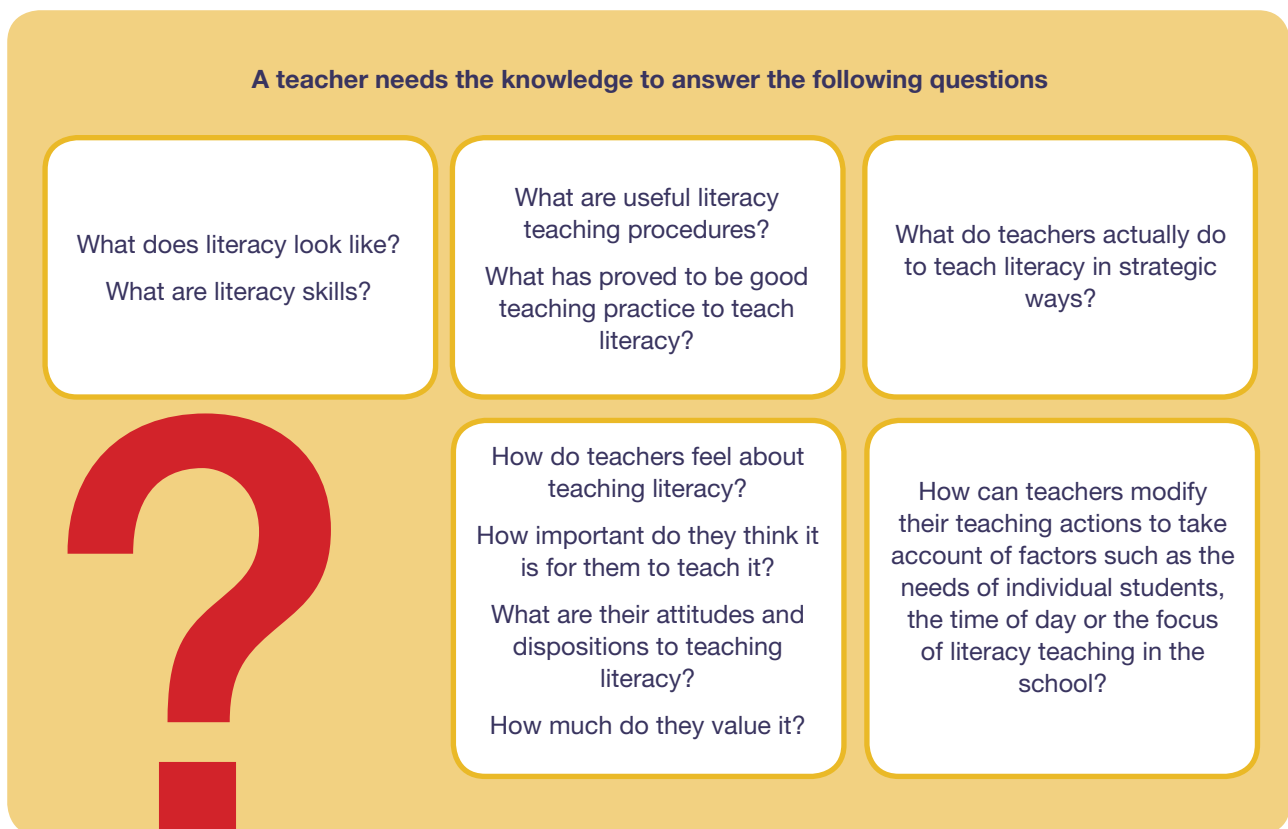 A teacher needs the knowledge to answer the following questions
What does literacy look like?
What are literacy skills?
What are useful literacy
teaching procedures?
What has proved to be good
teaching practice to teach
literacy?
What do teachers actually do
to teach literacy in strategic
ways?
?
How do teachers feel about
teaching literacy?
How important do they think it
is for them to teach it?
What are their attitudes and
dispositions to teaching
literacy?
How much do they value it?
How can teachers modify
their teaching actions to take
account of factors such as the
needs of individual students,
the time of day or the focus
of literacy teaching in the
school?